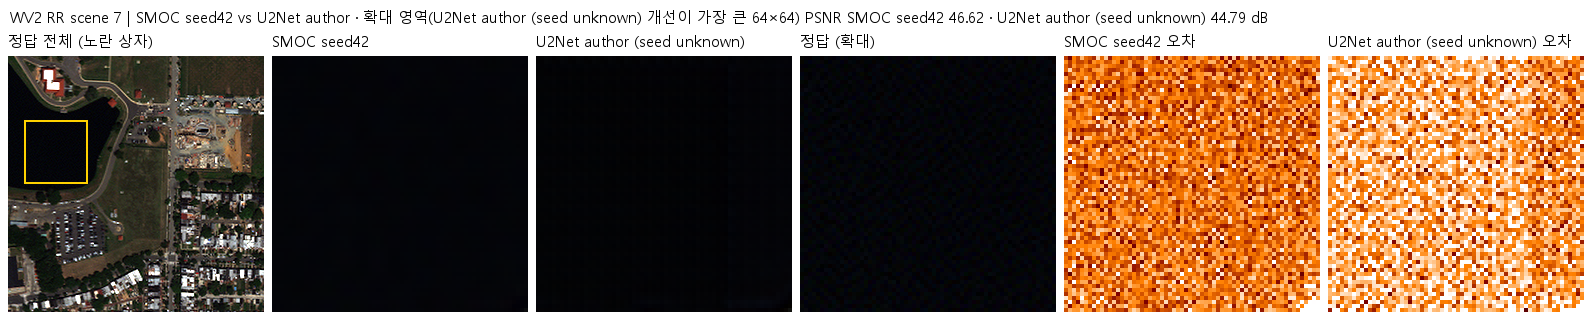 WV2 RR scene 7 | SMOC seed42 vs U2Net author · 확대 영역(U2Net author (seed unknown) 개선이 가장 큰 64×64) PSNR SMOC seed42 46.62 · U2Net author (seed unknown) 44.79 dB
정답 전체 (노란 상자)
SMOC seed42
U2Net author (seed unknown)
정답 (확대)
SMOC seed42 오차
U2Net author (seed unknown) 오차